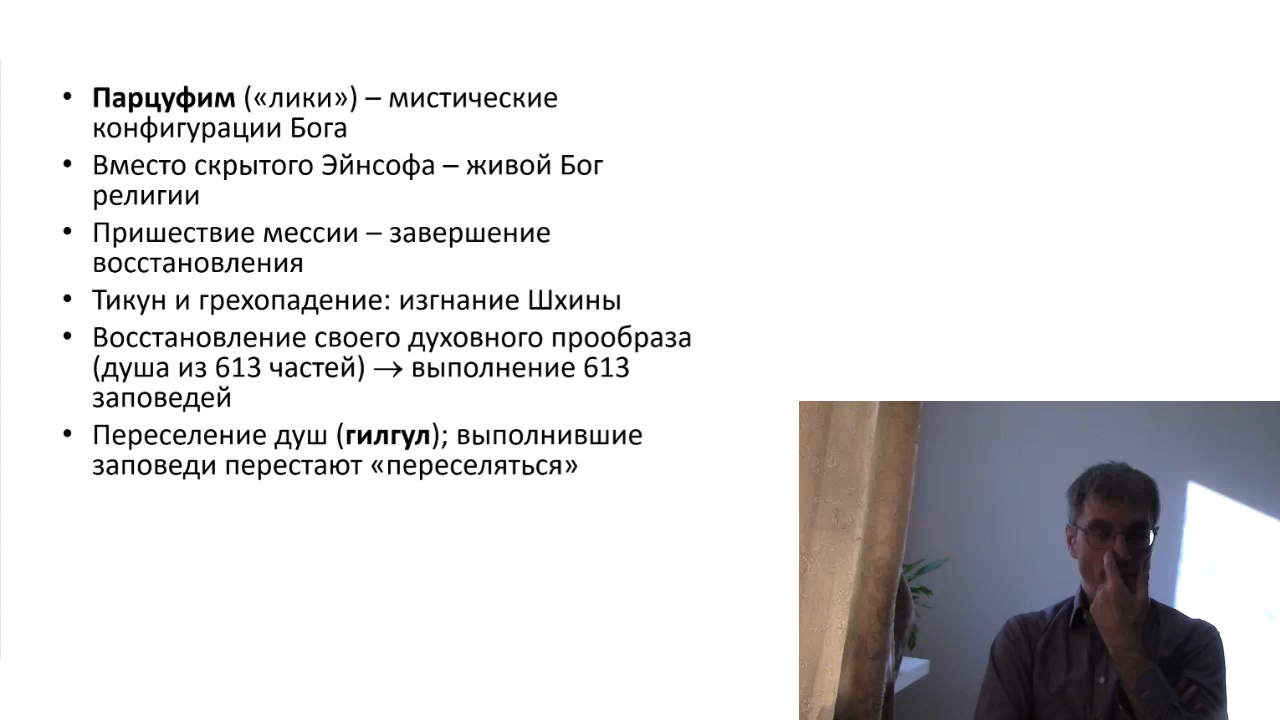 • Парцуфим («лики») – мистические
конфигурации Бога
• Вместо скрытого Эйнсофа – живой Бог
религии
• Пришествие мессии – завершение
восстановления
• Тикун и грехопадение: изгнание Шхины
• Восстановление своего духовного прообраза
(душа из 613 частей) → выполнение 613
заповедей
• Переселение душ (гилгул); выполнившие
заповеди перестают «переселяться»